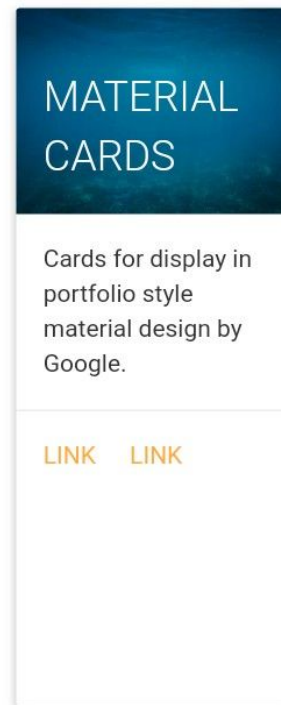 MATERIAL
CARDS
Cards for display in
portfolio style
material design by
Google.
LINK LINK